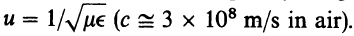 u = 1/√μϵ (c ≅ 3 × 10⁸ m/s in air).